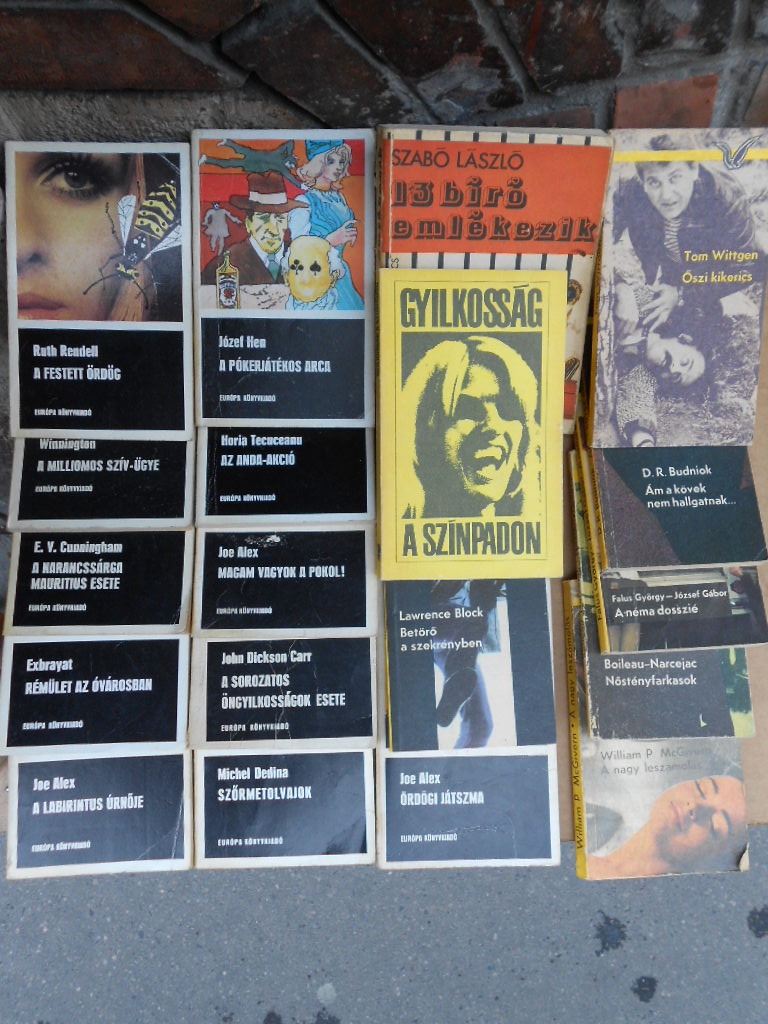 Ruth Rendell
A FESTETT ÖRDÖG
EURÓPA KÖNYVKIADÓ
Winnington
A MILLIOMOS SZÍV-ÜGYE
EURÓPA KÖNYVKIADÓ
E. V. Cunningham
A NARANCSSÁRGA
MAURITIUS ESETE
EURÓPA KÖNYVKIADÓ
Exbrayat
RÉMÜLET AZ ÓVÁROSBAN
EURÓPA KÖNYVKIADÓ
Joe Alex
A LABIRINTUS ÚRNŐJE
EURÓPA KÖNYVKIADÓ
Józef Hen
A PÓKERJÁTÉKOS ARCA
EURÓPA KÖNYVKIADÓ
Horia Tecuceanu
AZ ANDA-AKCIÓ
EURÓPA KÖNYVKIADÓ
Joe Alex
MAGAM VAGYOK A POKOL!
EURÓPA KÖNYVKIADÓ
John Dickson Carr
A SOROZATOS
ÖNGYILKOSSÁGOK ESETE
EURÓPA KÖNYVKIADÓ
Michel Dedina
SZŐRMETOLVAJOK
EURÓPA KÖNYVKIADÓ
SZABÓ LÁSZLÓ
13 bíró
emlékezik
GYILKOSSÁG
A SZÍNPADON
Lawrence Block
Betörő
a szekrényben
Joe Alex
ÖRDÖGI JÁTSZMA
EURÓPA KÖNYVKIADÓ
Tom Wittgen
Őszi kikerics
D. R. Budniok
Ám a kövek
nem hallgatnak...
Falus György – József Gábor
A néma dosszié
Boileau-Narcejac
Nőstényfarkasok
William P. McGivern
A nagy leszámolás
William P. McGivern • A nagy leszámolás